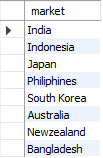 market
India
Indonesia
Japan
Philiphines
South Korea
Australia
Newzealand
Bangladesh